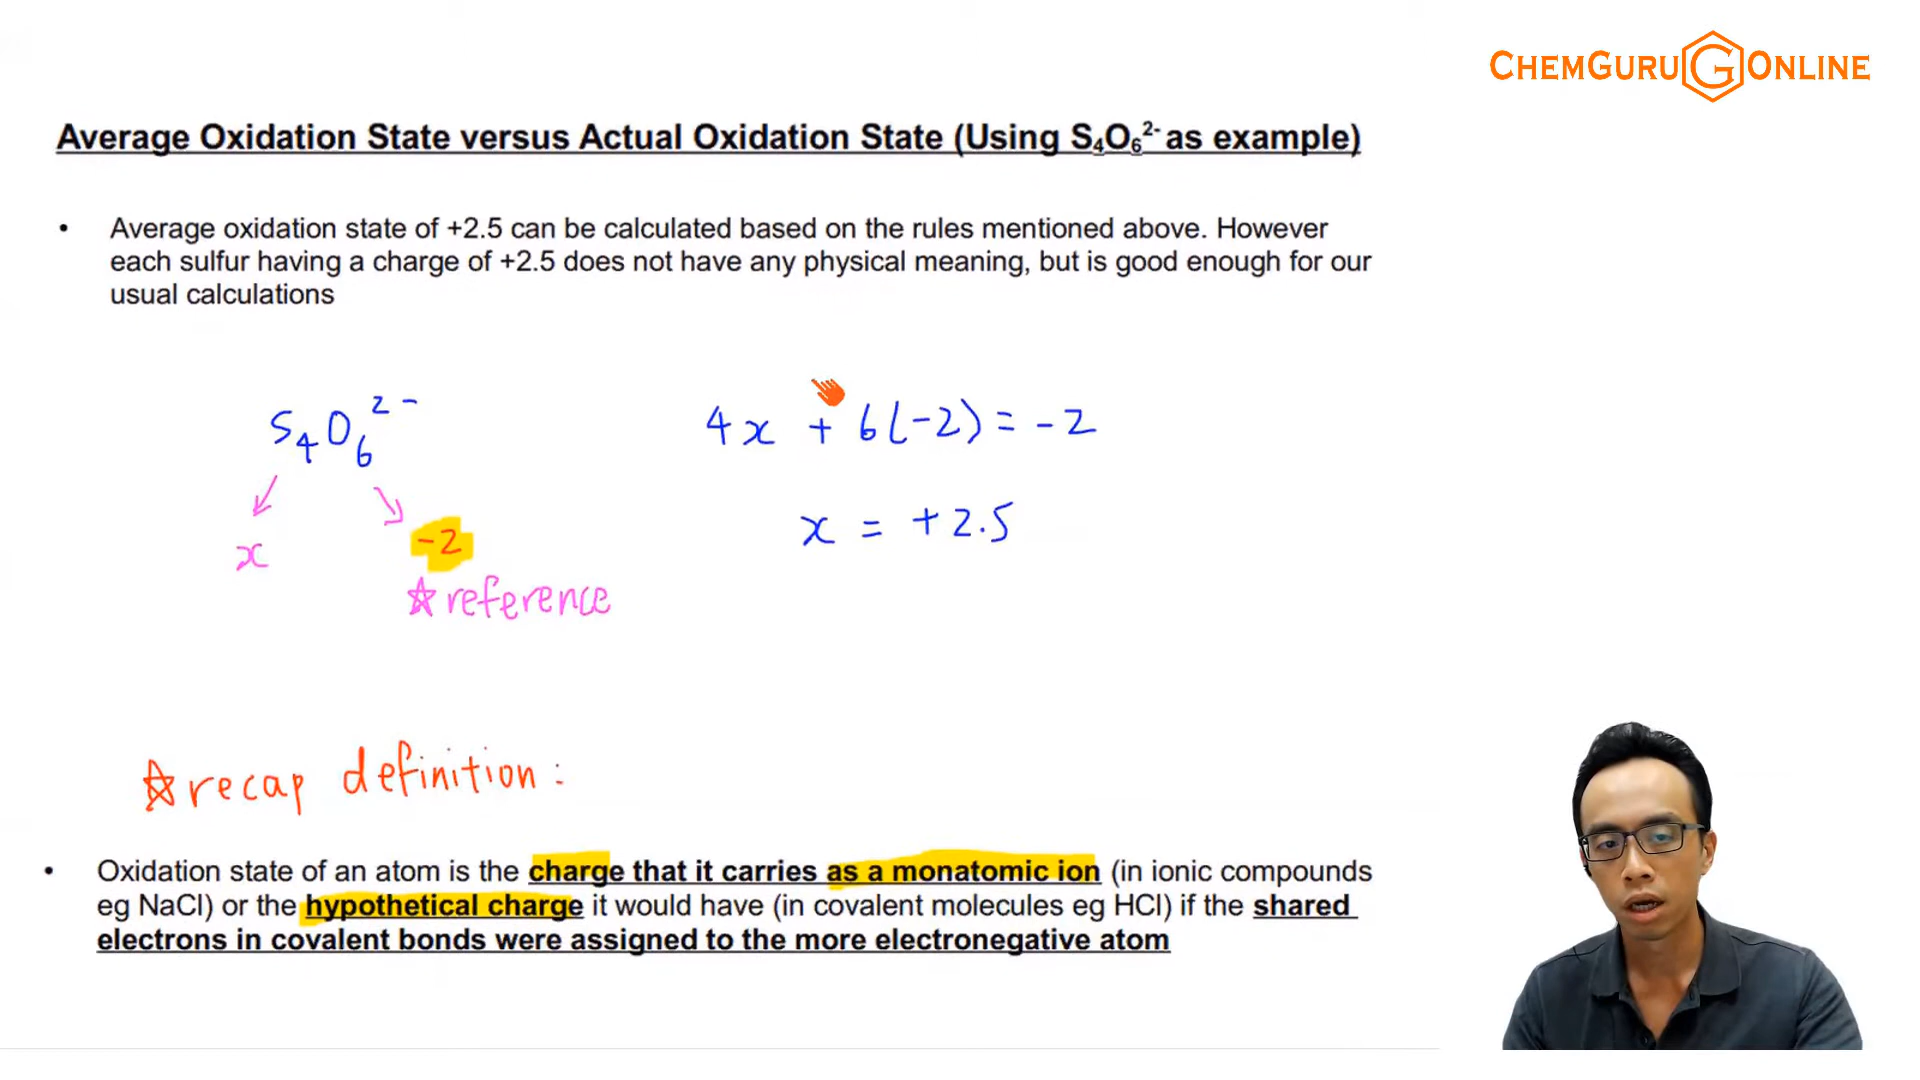 CHEMGURU G ONLINE
Average Oxidation State versus Actual Oxidation State (Using S₄O₆²⁻ as example)
• Average oxidation state of +2.5 can be calculated based on the rules mentioned above. However
each sulfur having a charge of +2.5 does not have any physical meaning, but is good enough for our
usual calculations
S₄O₆²⁻
4x + 6(-2) = -2
x
-2
x = +2.5
☆ reference
☆ recap definition:
• Oxidation state of an atom is the charge that it carries as a monatomic ion (in ionic compounds
eg NaCl) or the hypothetical charge it would have (in covalent molecules eg HCl) if the shared
electrons in covalent bonds were assigned to the more electronegative atom